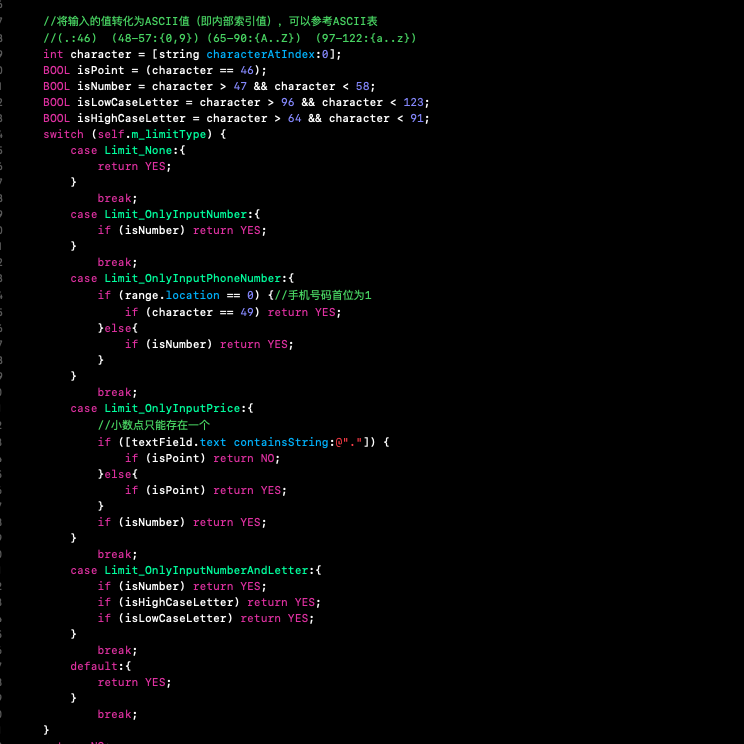 //将输入的值转化为ASCII值（即内部索引值），可以参考ASCII表
//(.:46)  (48-57:{0,9}) (65-90:{A..Z})  (97-122:{a..z})
int character = [string characterAtIndex:0];
BOOL isPoint = (character == 46);
BOOL isNumber = character > 47 && character < 58;
BOOL isLowCaseLetter = character > 96 && character < 123;
BOOL isHighCaseLetter = character > 64 && character < 91;
switch (self.m_limitType) {
    case Limit_None:{
        return YES;
    }
        break;
    case Limit_OnlyInputNumber:{
        if (isNumber) return YES;
    }
        break;
    case Limit_OnlyInputPhoneNumber:{
        if (range.location == 0) {//手机号码首位为1
            if (character == 49) return YES;
        }else{
            if (isNumber) return YES;
        }
    }
        break;
    case Limit_OnlyInputPrice:{
        //小数点只能存在一个
        if ([textField.text containsString:@"."]) {
            if (isPoint) return NO;
        }else{
            if (isPoint) return YES;
        }
        if (isNumber) return YES;
    }
        break;
    case Limit_OnlyInputNumberAndLetter:{
        if (isNumber) return YES;
        if (isHighCaseLetter) return YES;
        if (isLowCaseLetter) return YES;
    }
        break;
    default:{
        return YES;
    }
        break;
}